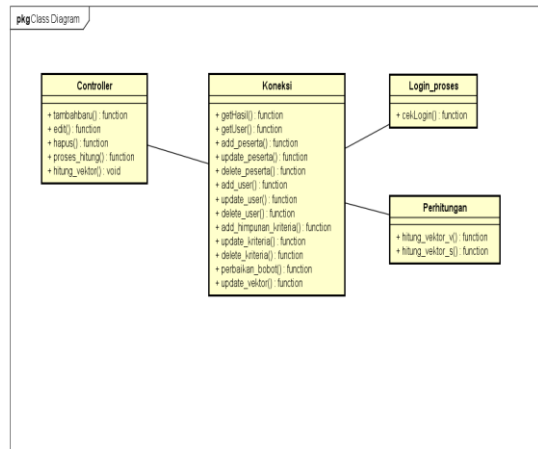 pkg Class Diagram
Controller
+ tambahbaru() : function
+ edit() : function
+ hapus() : function
+ proses_hitung() : function
+ hitung_vektor() : void
Koneksi
+ getHasil() : function
+ getUser() : function
+ add_peserta() : function
+ update_peserta() : function
+ delete_peserta() : function
+ add_user() : function
+ update_user() : function
+ delete_user() : function
+ add_himpunan_kriteria() : function
+ update_kriteria() : function
+ delete_kriteria() : function
+ perbaikan_bobot() : function
+ update_vektor() : function
Login_proses
+ cekLogin() : function
Perhitungan
+ hitung_vektor_v() : function
+ hitung_vektor_s() : function